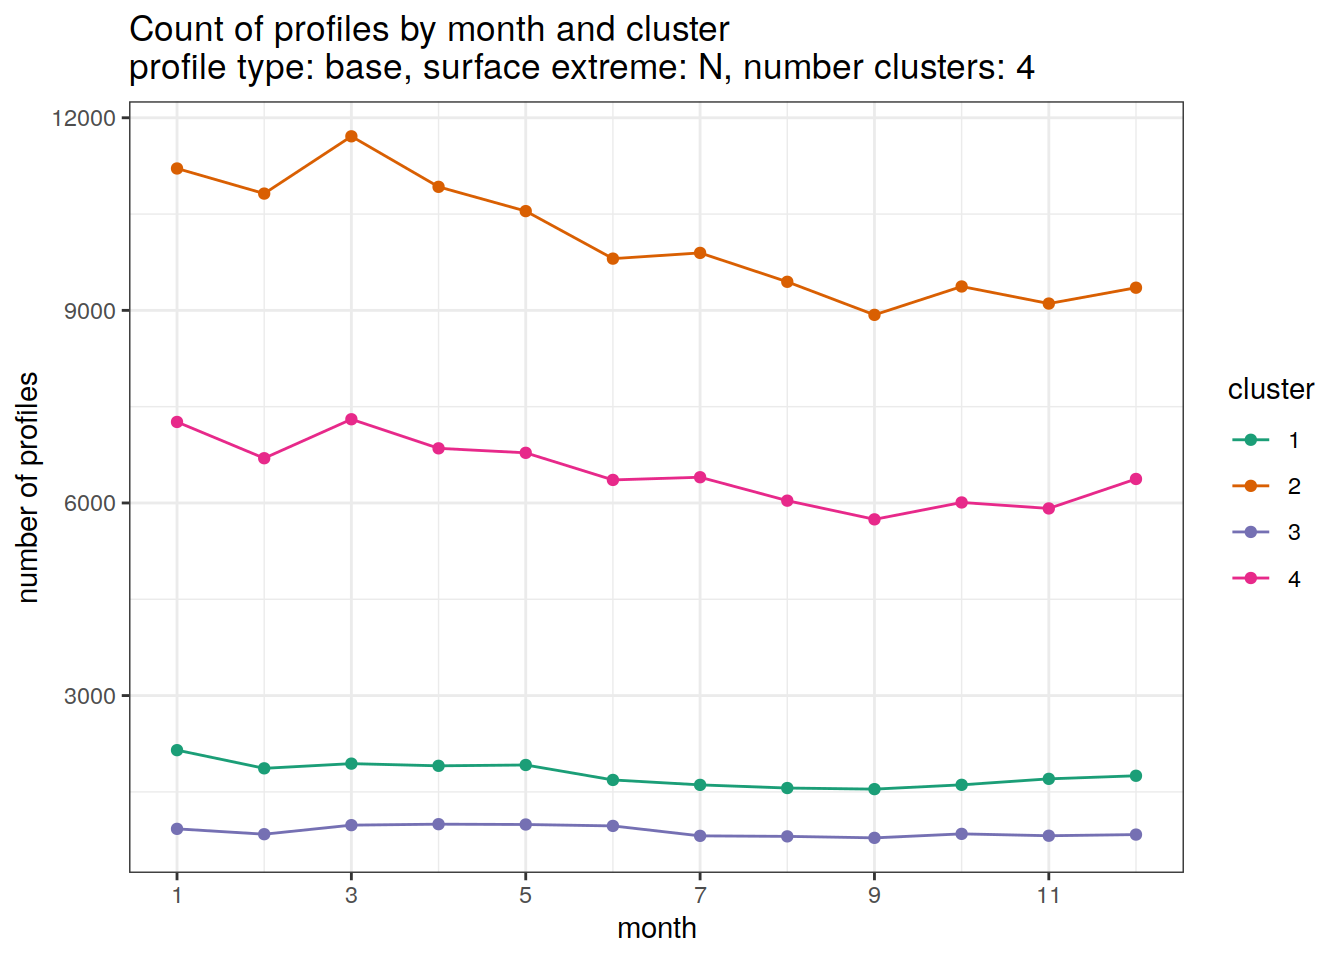 Count of profiles by month and cluster
profile type: base, surface extreme: N, number clusters: 4
12000
9000
6000
3000
number of profiles
1 3 5 7 9 11
month
cluster
1
2
3
4